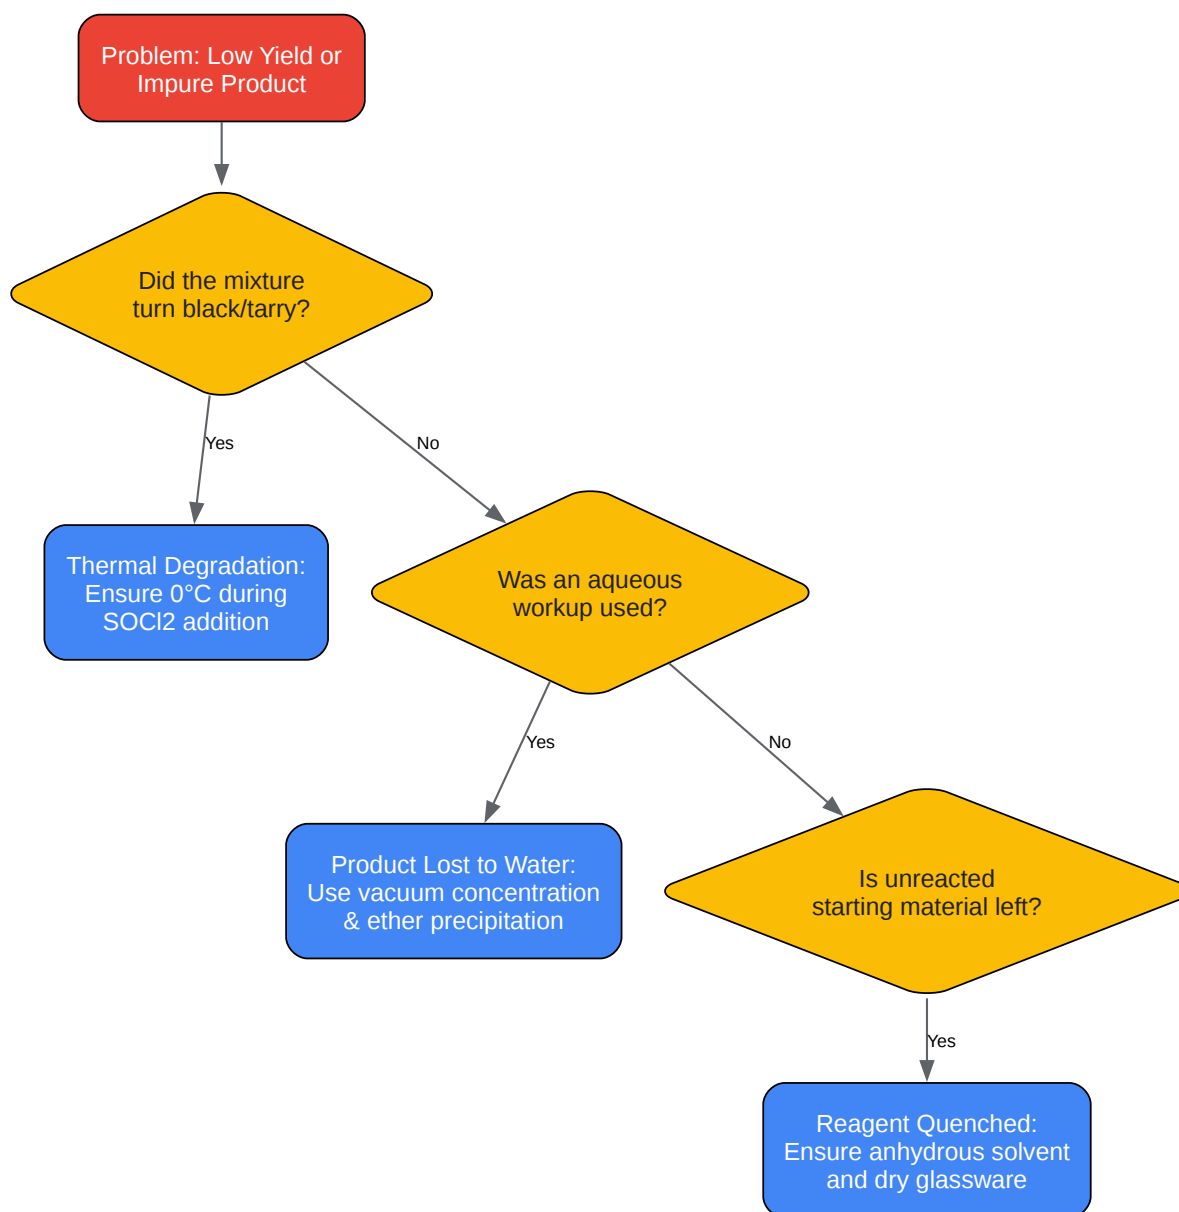 Problem: Low Yield or
Impure Product
Did the mixture
turn black/tarry?
Yes
No
Thermal Degradation:
Ensure 0°C during
SOCl2 addition
Was an aqueous
workup used?
Yes
No
Product Lost to Water:
Use vacuum concentration
& ether precipitation
Is unreacted
starting material left?
Yes
Reagent Quenched:
Ensure anhydrous solvent
and dry glassware